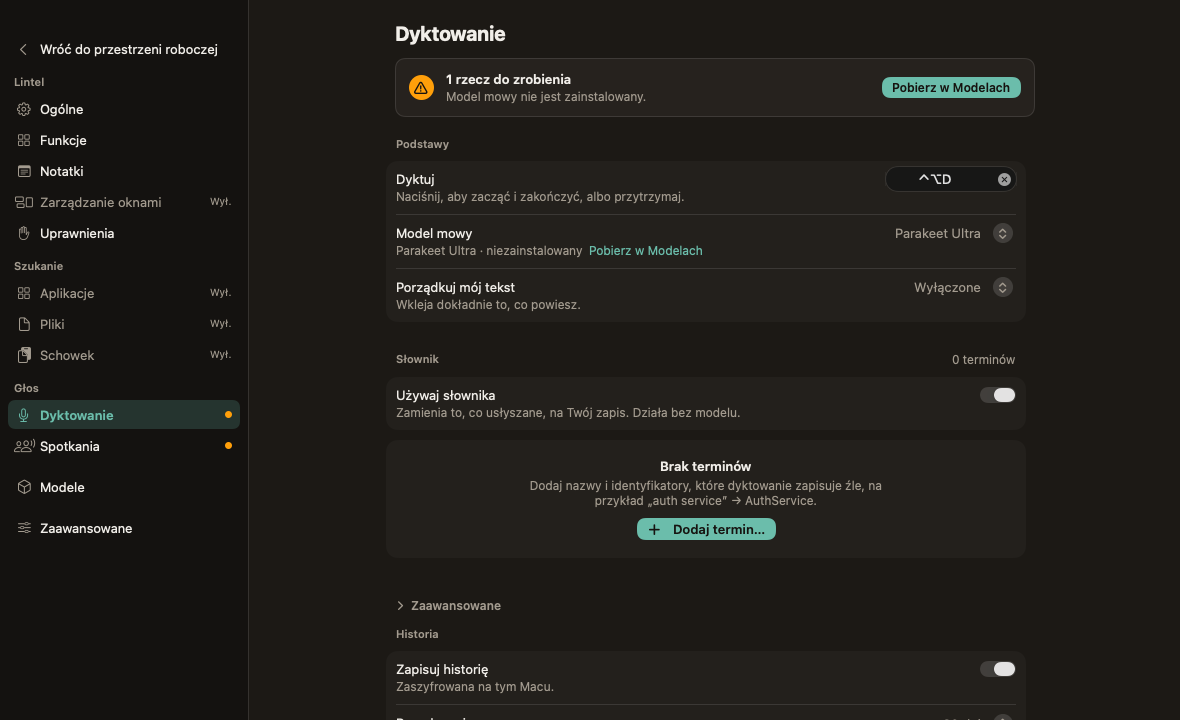 Wróć do przestrzeni roboczej
Lintel
Ogólne
Funkcje
Notatki
Zarządzanie oknami Wył.
Uprawnienia
Szukanie
Aplikacje Wył.
Pliki Wył.
Schowek Wył.
Głos
Dyktowanie
Spotkania
Modele
Zaawansowane
Dyktowanie
1 rzecz do zrobienia
Model mowy nie jest zainstalowany.
Pobierz w Modelach
Podstawy
Dyktuj
Naciśnij, aby zacząć i zakończyć, albo przytrzymaj.
^⌥D
Model mowy
Parakeet Ultra · niezainstalowany Pobierz w Modelach
Parakeet Ultra
Porządkuj mój tekst
Wkleja dokładnie to, co powiesz.
Wyłączone
Słownik
0 terminów
Używaj słownika
Zamienia to, co usłyszane, na Twój zapis. Działa bez modelu.
Brak terminów
Dodaj nazwy i identyfikatory, które dyktowanie zapisuje źle, na
przykład „auth service” → AuthService.
+ Dodaj termin...
Zaawansowane
Historia
Zapisuj historię
Zaszyfrowana na tym Macu.